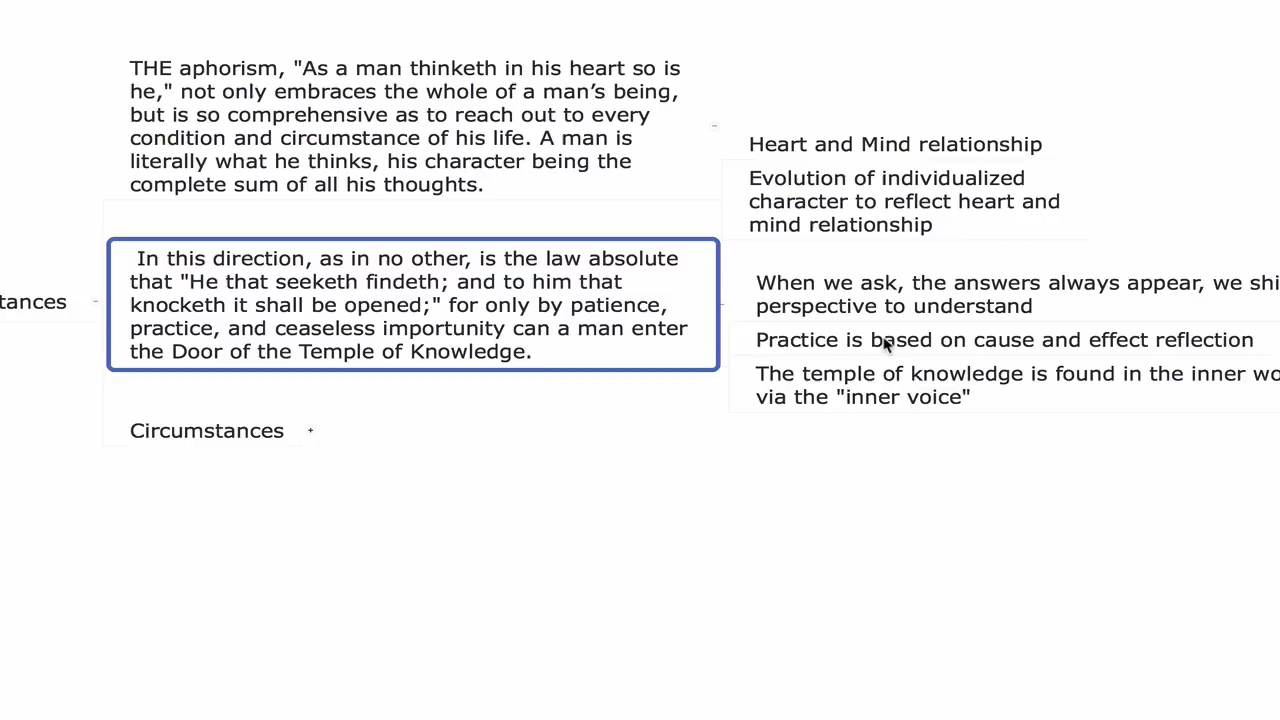 THE aphorism, "As a man thinketh in his heart so is
he," not only embraces the whole of a man’s being,
but is so comprehensive as to reach out to every
condition and circumstance of his life. A man is
literally what he thinks, his character being the
complete sum of all his thoughts.
Heart and Mind relationship
Evolution of individualized
character to reflect heart and
mind relationship
tances
In this direction, as in no other, is the law absolute
that "He that seeketh findeth; and to him that
knocketh it shall be opened;" for only by patience,
practice, and ceaseless importunity can a man enter
the Door of the Temple of Knowledge.
When we ask, the answers always appear, we shi
perspective to understand
Practice is based on cause and effect reflection
The temple of knowledge is found in the inner wo
via the "inner voice"
Circumstances